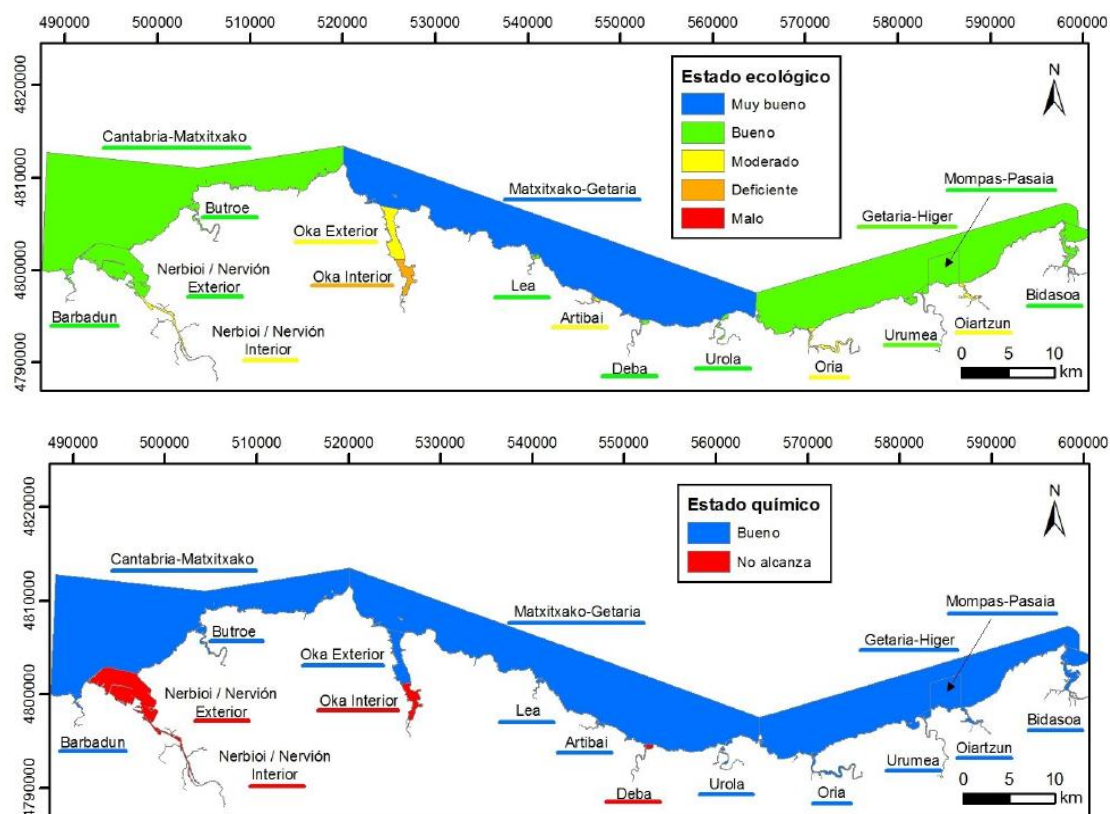 490000 500000 510000 520000 530000 540000 550000 560000 570000 580000 590000 600000
4820000
4810000
4800000
4790000
Estado ecológico
Muy bueno
Bueno
Moderado
Deficiente
Malo
N
Cantabria-Matxitxako
Butroe
Oka Exterior
Oka Interior
Nerbioi / Nervión
Exterior
Barbadun
Nerbioi / Nervión
Interior
Matxitxako-Getaria
Lea
Artibai
Deba
Urola
Oria
Mompas-Pasaia
Getaria-Higer
Bidasoa
Oiartzun
Urumea
0 5 10
km
490000 500000 510000 520000 530000 540000 550000 560000 570000 580000 590000 600000
4820000
4810000
4800000
4790000
Estado químico
Bueno
No alcanza
N
Cantabria-Matxitxako
Butroe
Oka Exterior
Oka Interior
Nerbioi / Nervión
Exterior
Barbadun
Nerbioi / Nervión
Interior
Matxitxako-Getaria
Lea
Artibai
Deba
Urola
Oria
Mompas-Pasaia
Getaria-Higer
Bidasoa
Oiartzun
Urumea
0 5 10
km